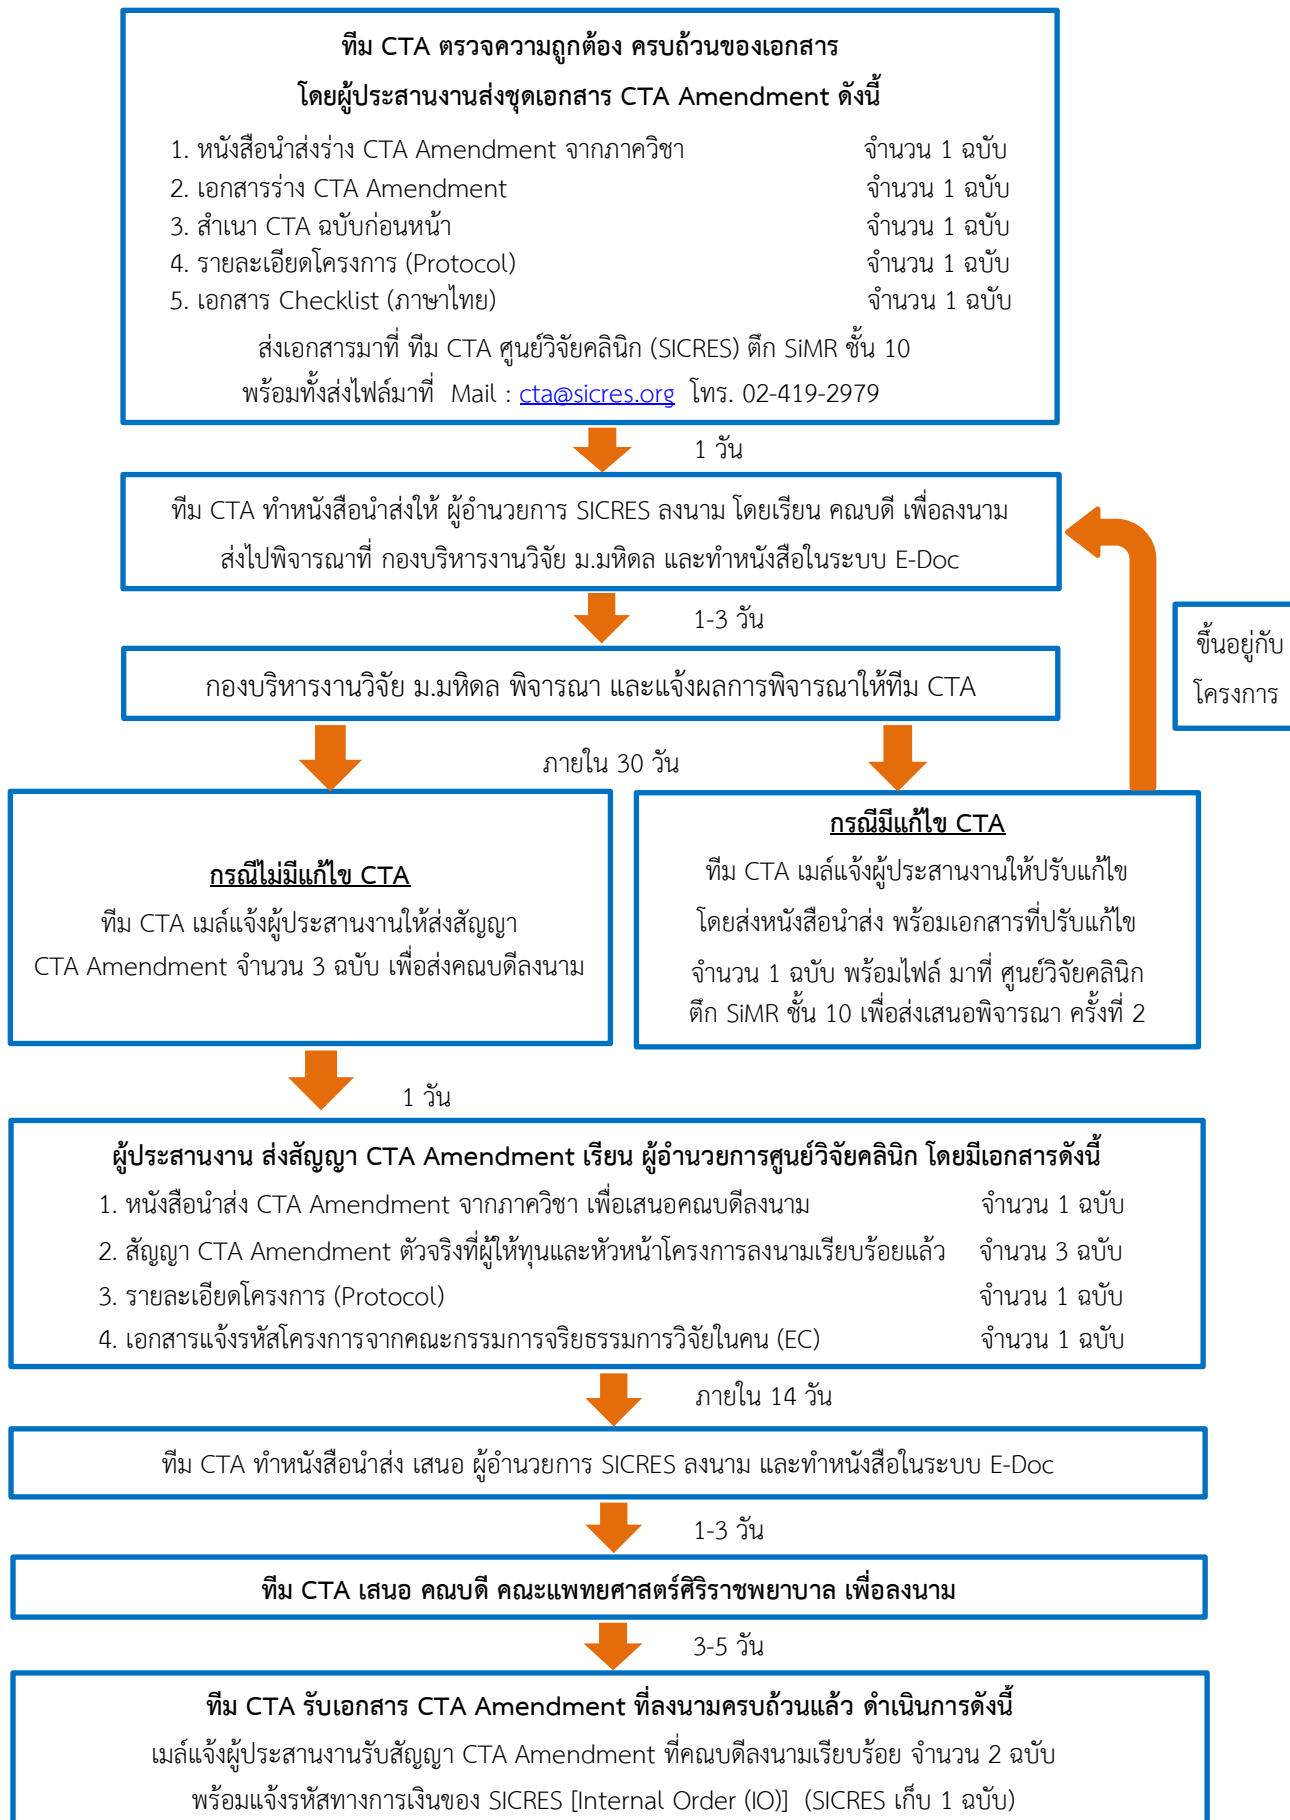 ทีม CTA ตรวจความถูกต้อง ครบถ้วนของเอกสาร
โดยผู้ประสานงานส่งชุดเอกสาร CTA Amendment ดังนี้
1. หนังสือนำส่งร่าง CTA Amendment จากภาควิชา จำนวน 1 ฉบับ
2. เอกสารร่าง CTA Amendment จำนวน 1 ฉบับ
3. สำเนา CTA ฉบับก่อนหน้า จำนวน 1 ฉบับ
4. รายละเอียดโครงการ (Protocol) จำนวน 1 ฉบับ
5. เอกสาร Checklist (ภาษาไทย) จำนวน 1 ฉบับ
ส่งเอกสารมาที่ ทีม CTA ศูนย์วิจัยคลินิก (SICRES) ตึก SiMR ชั้น 10
พร้อมทั้งส่งไฟล์มาที่ Mail : cta@sicres.org โทร. 02-419-2979
1 วัน
ทีม CTA ทำหนังสือนำส่งให้ ผู้อำนวยการ SICRES ลงนาม โดยเรียน คณบดี เพื่อลงนาม
ส่งไปพิจารณาที่ กองบริหารงานวิจัย ม.มหิดล และทำหนังสือในระบบ E-Doc
1-3 วัน
ขึ้นอยู่กับ
โครงการ
กองบริหารงานวิจัย ม.มหิดล พิจารณา และแจ้งผลการพิจารณาให้ทีม CTA
ภายใน 30 วัน
กรณีไม่มีแก้ไข CTA
ทีม CTA เมล์แจ้งผู้ประสานงานให้ส่งสัญญา
CTA Amendment จำนวน 3 ฉบับ เพื่อส่งคณบดีลงนาม
กรณีมีแก้ไข CTA
ทีม CTA เมล์แจ้งผู้ประสานงานให้ปรับแก้ไข
โดยส่งหนังสือนำส่ง พร้อมเอกสารที่ปรับแก้ไข
จำนวน 1 ฉบับ พร้อมไฟล์ มาที่ ศูนย์วิจัยคลินิก
ตึก SiMR ชั้น 10 เพื่อส่งเสนอพิจารณา ครั้งที่ 2
1 วัน
ผู้ประสานงาน ส่งสัญญา CTA Amendment เรียน ผู้อำนวยการศูนย์วิจัยคลินิก โดยมีเอกสารดังนี้
1. หนังสือนำส่ง CTA Amendment จากภาควิชา เพื่อเสนอคณบดีลงนาม จำนวน 1 ฉบับ
2. สัญญา CTA Amendment ตัวจริงที่ผู้ให้ทุนและหัวหน้าโครงการลงนามเรียบร้อยแล้ว จำนวน 3 ฉบับ
3. รายละเอียดโครงการ (Protocol) จำนวน 1 ฉบับ
4. เอกสารแจ้งรหัสโครงการจากคณะกรรมการจริยธรรมการวิจัยในคน (EC) จำนวน 1 ฉบับ
ภายใน 14 วัน
ทีม CTA ทำหนังสือนำส่ง เสนอ ผู้อำนวยการ SICRES ลงนาม และทำหนังสือในระบบ E-Doc
1-3 วัน
ทีม CTA เสนอ คณบดี คณะแพทยศาสตร์ศิริราชพยาบาล เพื่อลงนาม
3-5 วัน
ทีม CTA รับเอกสาร CTA Amendment ที่ลงนามครบถ้วนแล้ว ดำเนินการดังนี้
เมล์แจ้งผู้ประสานงานรับสัญญา CTA Amendment ที่คณบดีลงนามเรียบร้อย จำนวน 2 ฉบับ
พร้อมแจ้งรหัสทางการเงินของ SICRES [Internal Order (IO)] (SICRES เก็บ 1 ฉบับ)